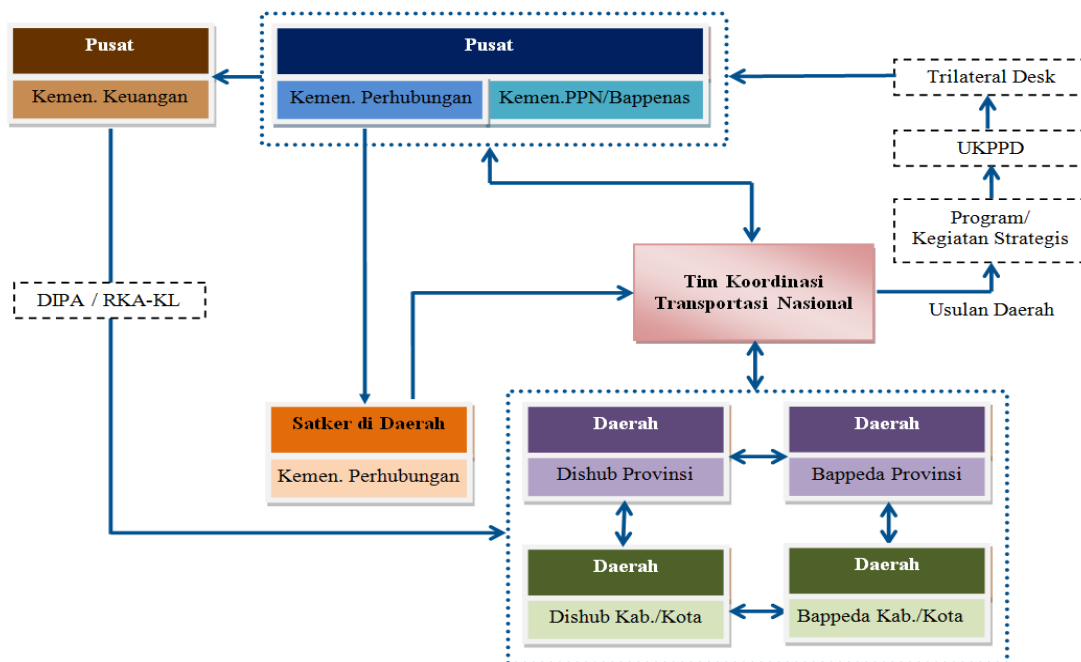 Pusat
Kemen. Keuangan
Pusat
Kemen. Perhubungan
Kemen.PPN/Bappenas
Trilateral Desk
UKPPD
Program/
Kegiatan Strategis
Usulan Daerah
Tim Koordinasi
Transportasi Nasional
DIPA / RKA-KL
Satker di Daerah
Kemen. Perhubungan
Daerah
Dishub Provinsi
Daerah
Bappeda Provinsi
Daerah
Dishub Kab./Kota
Daerah
Bappeda Kab./Kota